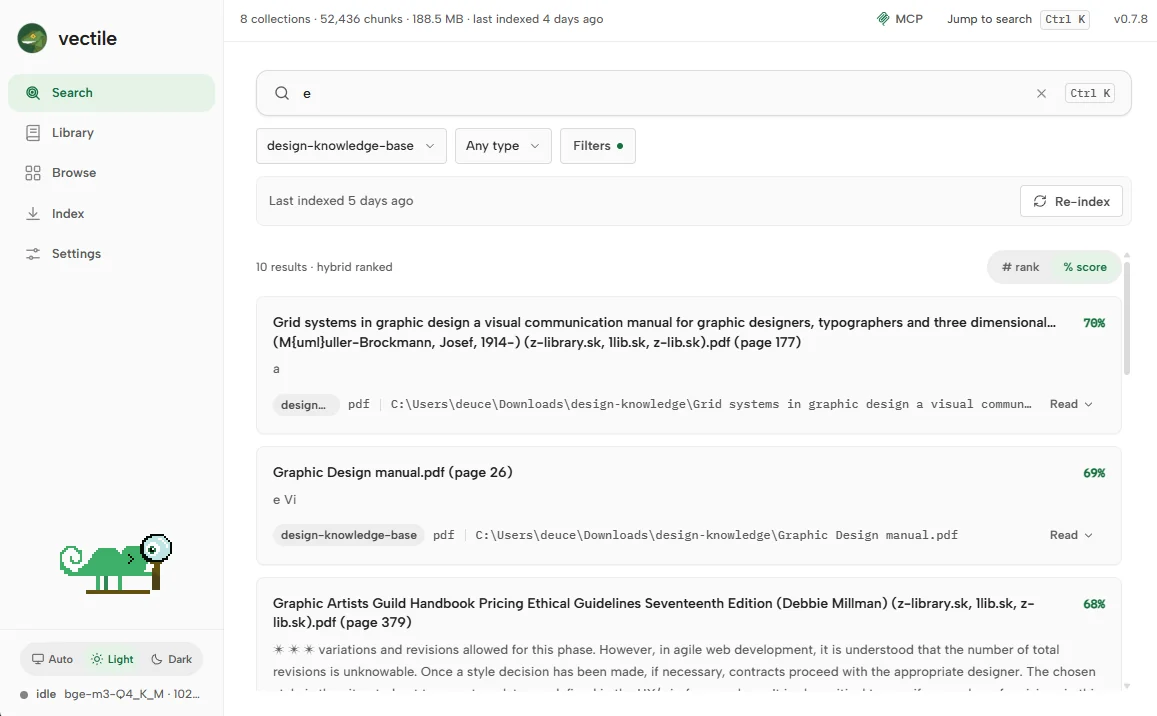 vectile
8 collections · 52,436 chunks · 188.5 MB · last indexed 4 days ago
MCP
Jump to search
Ctrl K
v0.7.8
Search
Library
Browse
Index
Settings
e
Ctrl K
design-knowledge-base
Any type
Filters
Last indexed 5 days ago
Re-index
10 results · hybrid ranked
# rank
% score
Grid systems in graphic design a visual communication manual for graphic designers, typographers and three dimensional…
(M{uml}uller-Brockmann, Josef, 1914-) (z-library.sk, 1lib.sk, z-lib.sk).pdf (page 177)
70%
a
design…
pdf
C:\Users\deuce\Downloads\design-knowledge\Grid systems in graphic design a visual commun…
Read
Graphic Design manual.pdf (page 26)
69%
e Vi
design-knowledge-base
pdf
C:\Users\deuce\Downloads\design-knowledge\Graphic Design manual.pdf
Read
Graphic Artists Guild Handbook Pricing Ethical Guidelines Seventeenth Edition (Debbie Millman) (z-library.sk, 1lib.sk, z-
lib.sk).pdf (page 379)
68%
✴ ✴ ✴ variations and revisions allowed for this phase. However, in agile web development, it is understood that the number of total
revisions is unknowable. Once a style decision has been made, if necessary, contracts proceed with the appropriate designer. The chosen
Auto
Light
Dark
idle
bge-m3-Q4_K_M · 102…